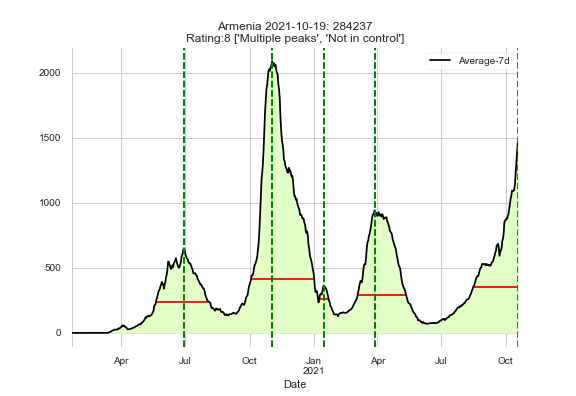 Armenia 2021-10-19: 284237
Rating:8 ['Multiple peaks', 'Not in control']
Average-7d
2000
1500
1000
500
0
Apr Jul Oct Jan Apr Jul Oct
2021
Date